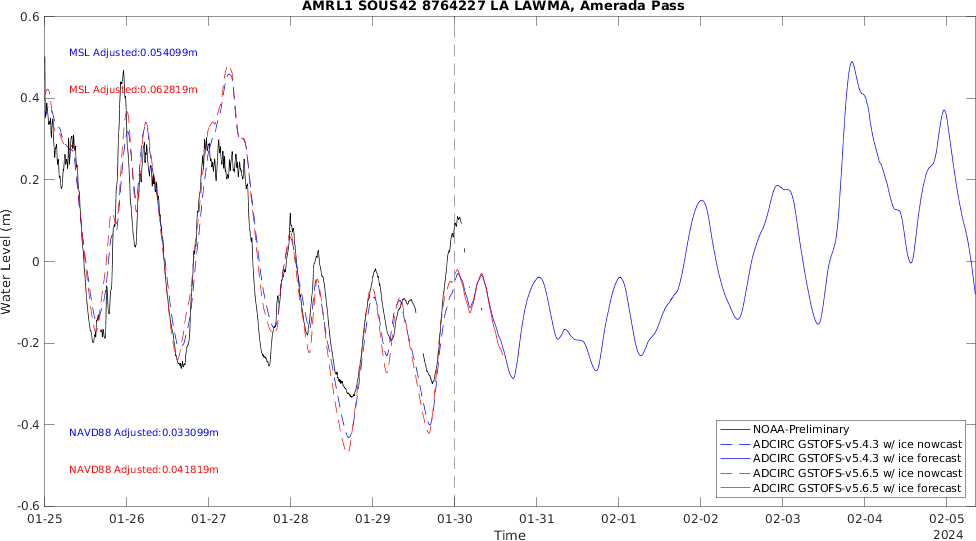 AMRL1 SOUS42 8764227 LA LAWMA, Amerada Pass
0.6
0.4
0.2
0
-0.2
-0.4
-0.6
Water Level (m)
MSL Adjusted:0.054099m
MSL Adjusted:0.062819m
NAVD88 Adjusted:0.033099m
NAVD88 Adjusted:0.041819m
NOAA-Preliminary
ADCIRC GSTOFS-v5.4.3 w/ ice nowcast
ADCIRC GSTOFS-v5.4.3 w/ ice forecast
ADCIRC GSTOFS-v5.6.5 w/ ice nowcast
ADCIRC GSTOFS-v5.6.5 w/ ice forecast
01-25 01-26 01-27 01-28 01-29 01-30 01-31 02-01 02-02 02-03 02-04 02-05
2024
Time